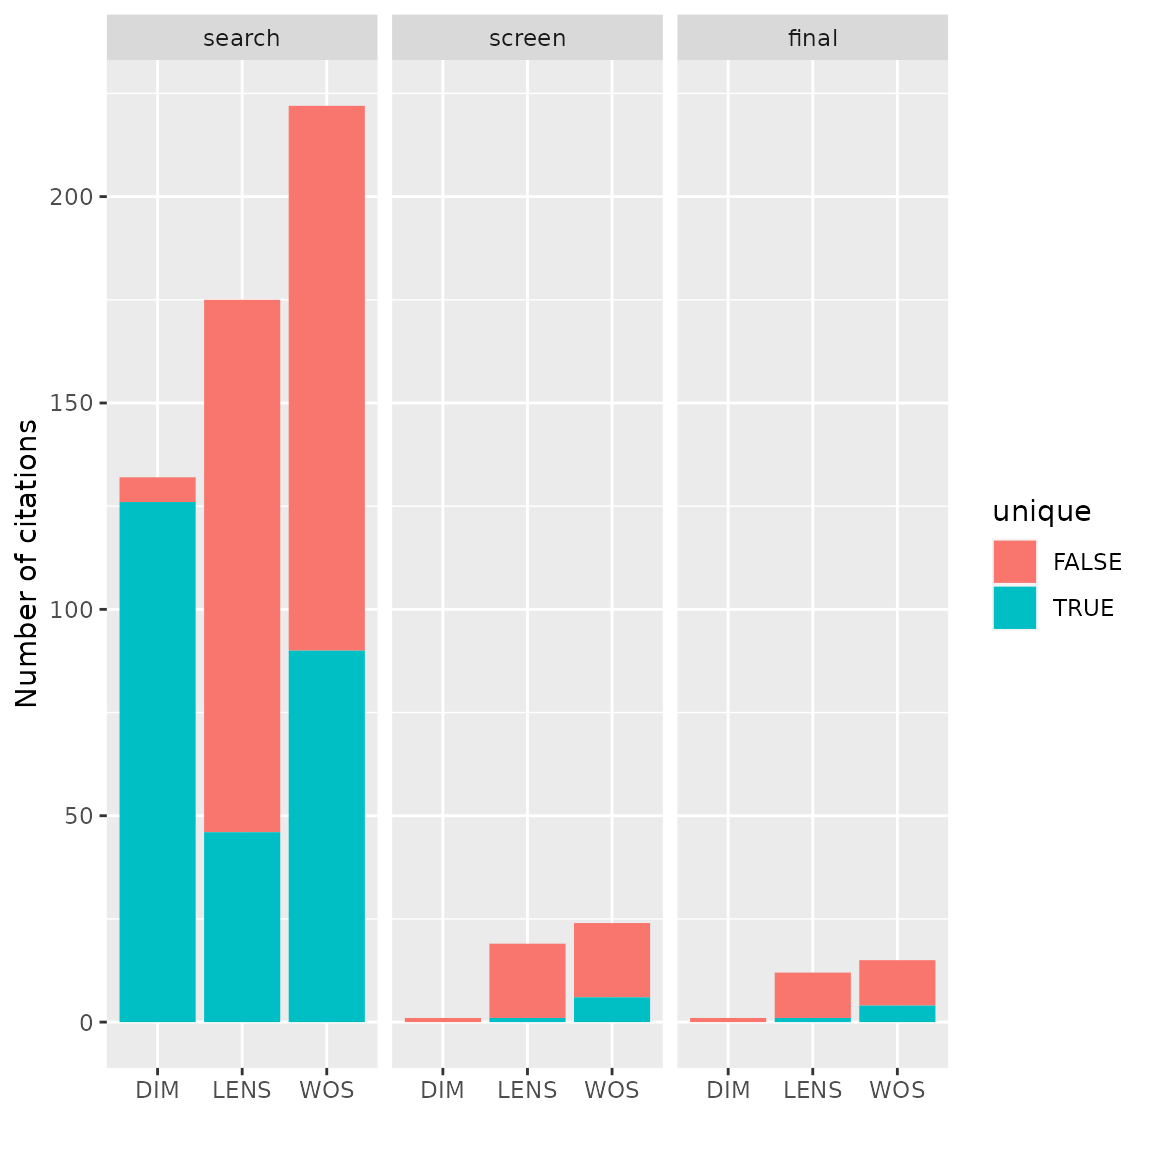 search screen final
200
150
100
50
0
Number of citations
DIM LENS WOS DIM LENS WOS DIM LENS WOS
unique
FALSE
TRUE